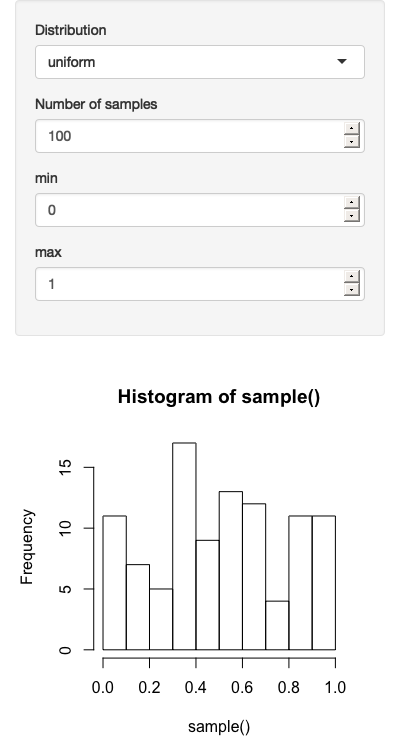 Distribution
uniform
Number of samples
100
min
0
max
1
Histogram of sample()
Frequency
15
10
5
0
0.0 0.2 0.4 0.6 0.8 1.0
sample()